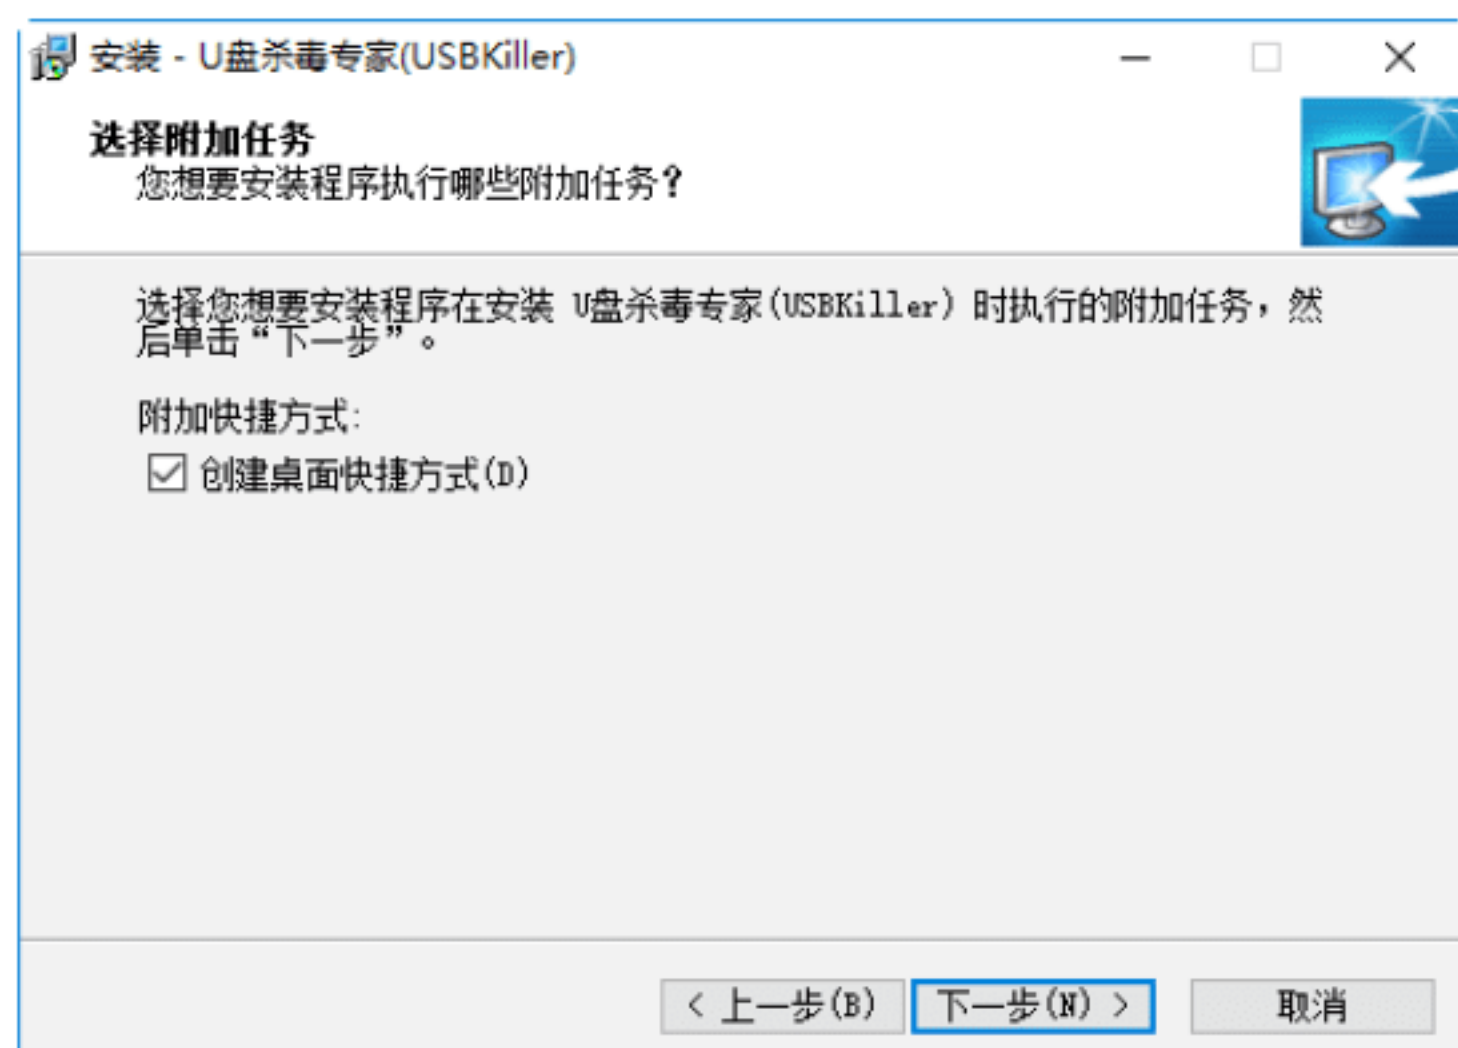 安装 - U盘杀毒专家(USBKiller)
选择附加任务
您想要安装程序执行哪些附加任务？
选择您想要安装程序在安装 U盘杀毒专家(USBKiller) 时执行的附加任务，然
后单击“下一步”。
附加快捷方式:
创建桌面快捷方式(D)
< 上一步(B)
下一步(N) >
取消